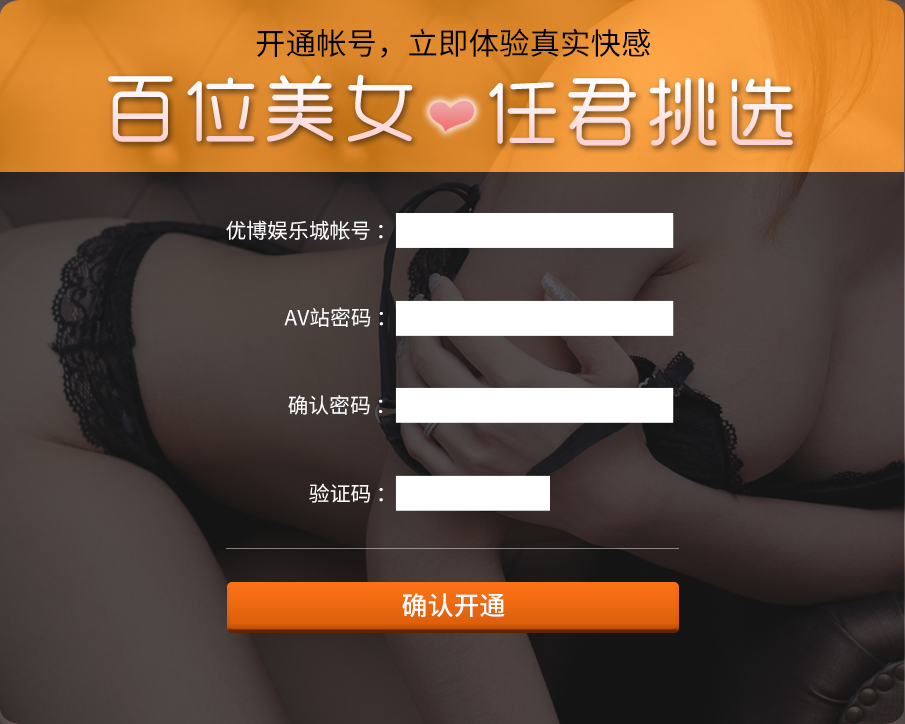 开通帐号，立即体验真实快感
百位美女 任君挑选
优博娱乐城帐号：
AV站密码：
确认密码：
验证码：
确认开通